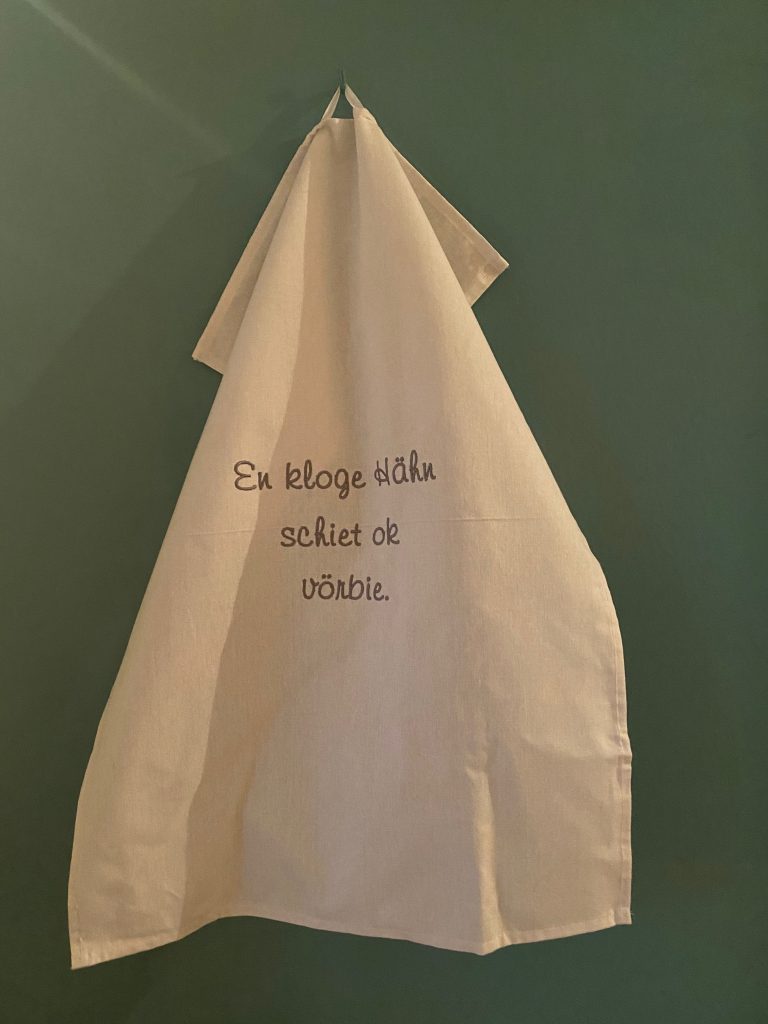 En kloge Hähn
schiet ok
vörbie.